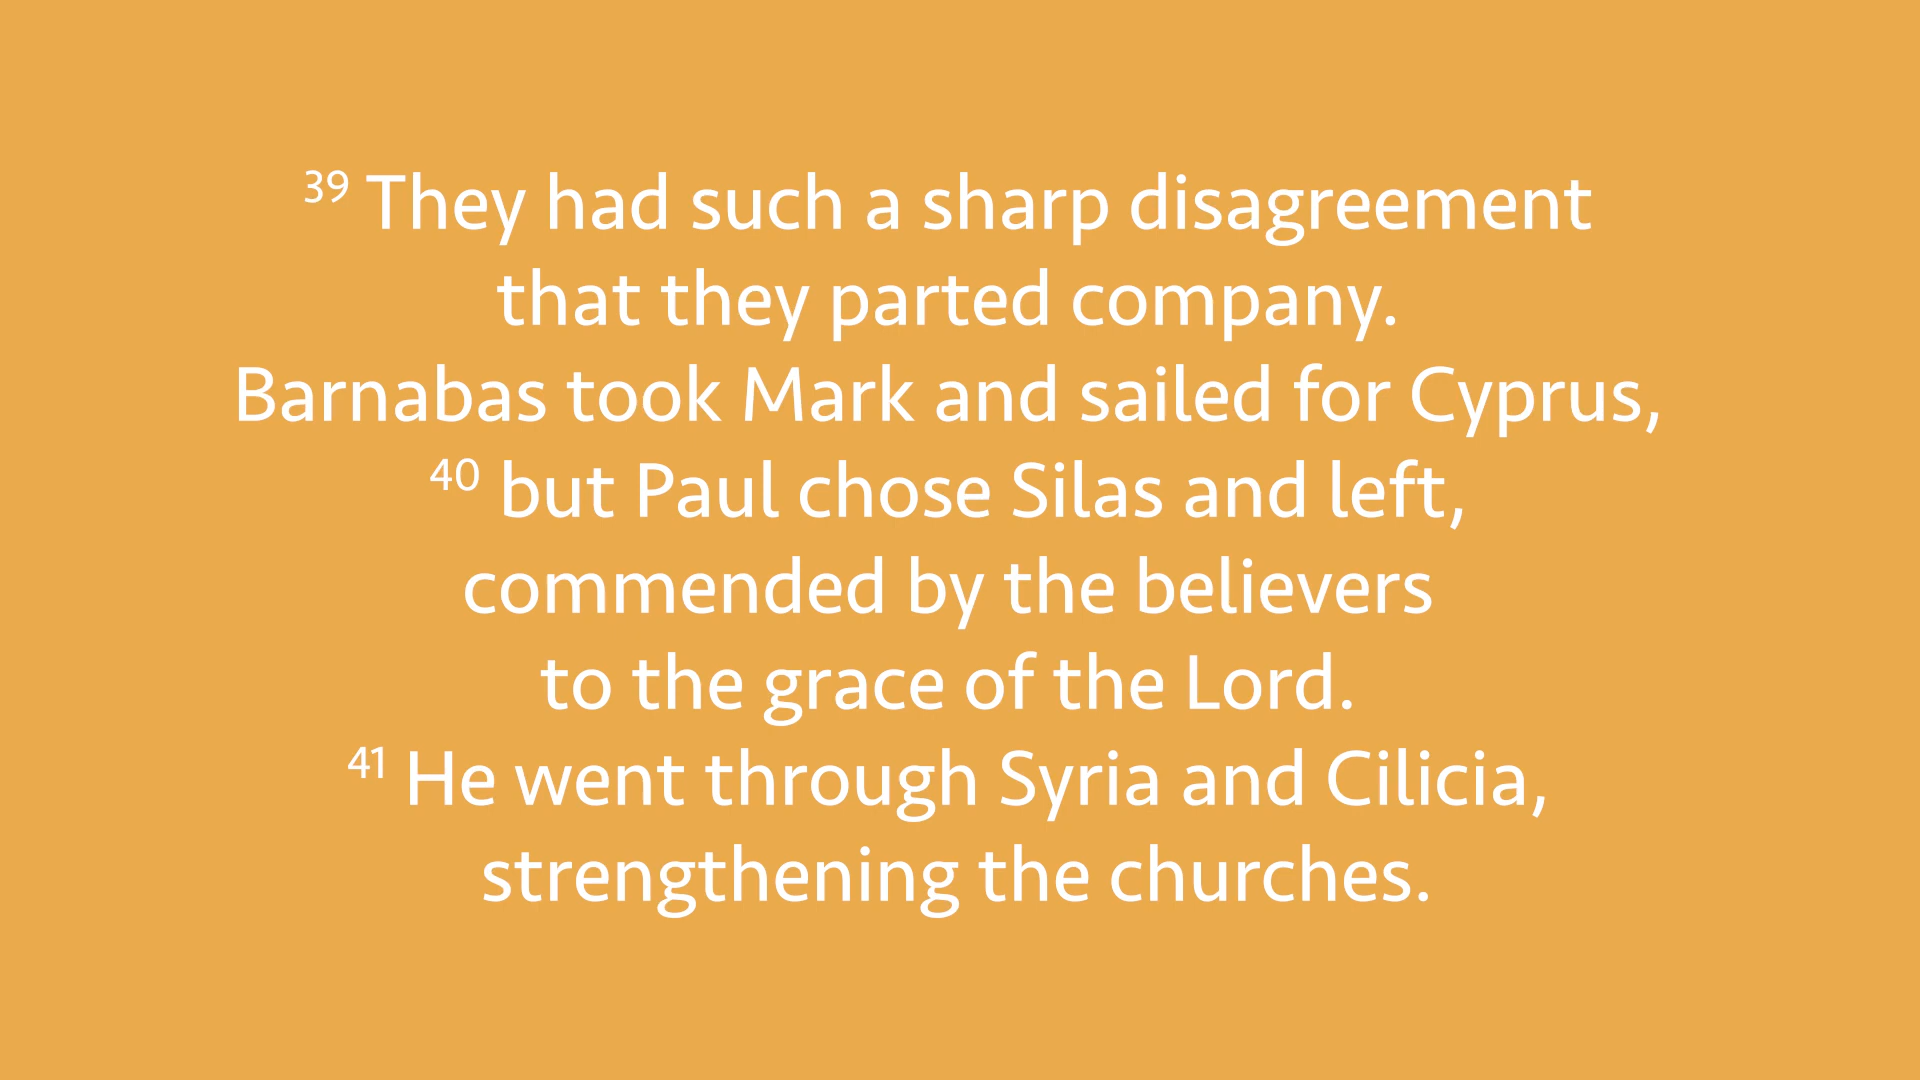 39 They had such a sharp disagreement
that they parted company.
Barnabas took Mark and sailed for Cyprus,
40 but Paul chose Silas and left,
commended by the believers
to the grace of the Lord.
41 He went through Syria and Cilicia,
strengthening the churches.